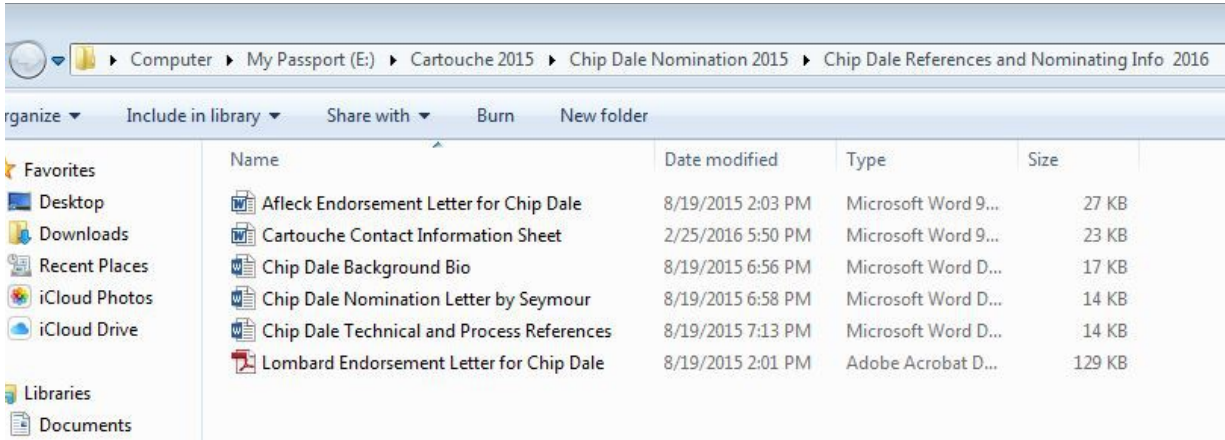 Computer ▸ My Passport (E:) ▸ Cartouche 2015 ▸ Chip Dale Nomination 2015 ▸ Chip Dale References and Nominating Info 2016
rganize Include in library Share with Burn New folder
Favorites
Desktop
Downloads
Recent Places
iCloud Photos
iCloud Drive
Libraries
Documents
Name Date modified Type Size
Afleck Endorsement Letter for Chip Dale 8/19/2015 2:03 PM Microsoft Word 9... 27 KB
Cartouche Contact Information Sheet 2/25/2016 5:50 PM Microsoft Word 9... 23 KB
Chip Dale Background Bio 8/19/2015 6:56 PM Microsoft Word D... 17 KB
Chip Dale Nomination Letter by Seymour 8/19/2015 6:58 PM Microsoft Word D... 14 KB
Chip Dale Technical and Process References 8/19/2015 7:13 PM Microsoft Word D... 14 KB
Lombard Endorsement Letter for Chip Dale 8/19/2015 2:01 PM Adobe Acrobat D... 129 KB